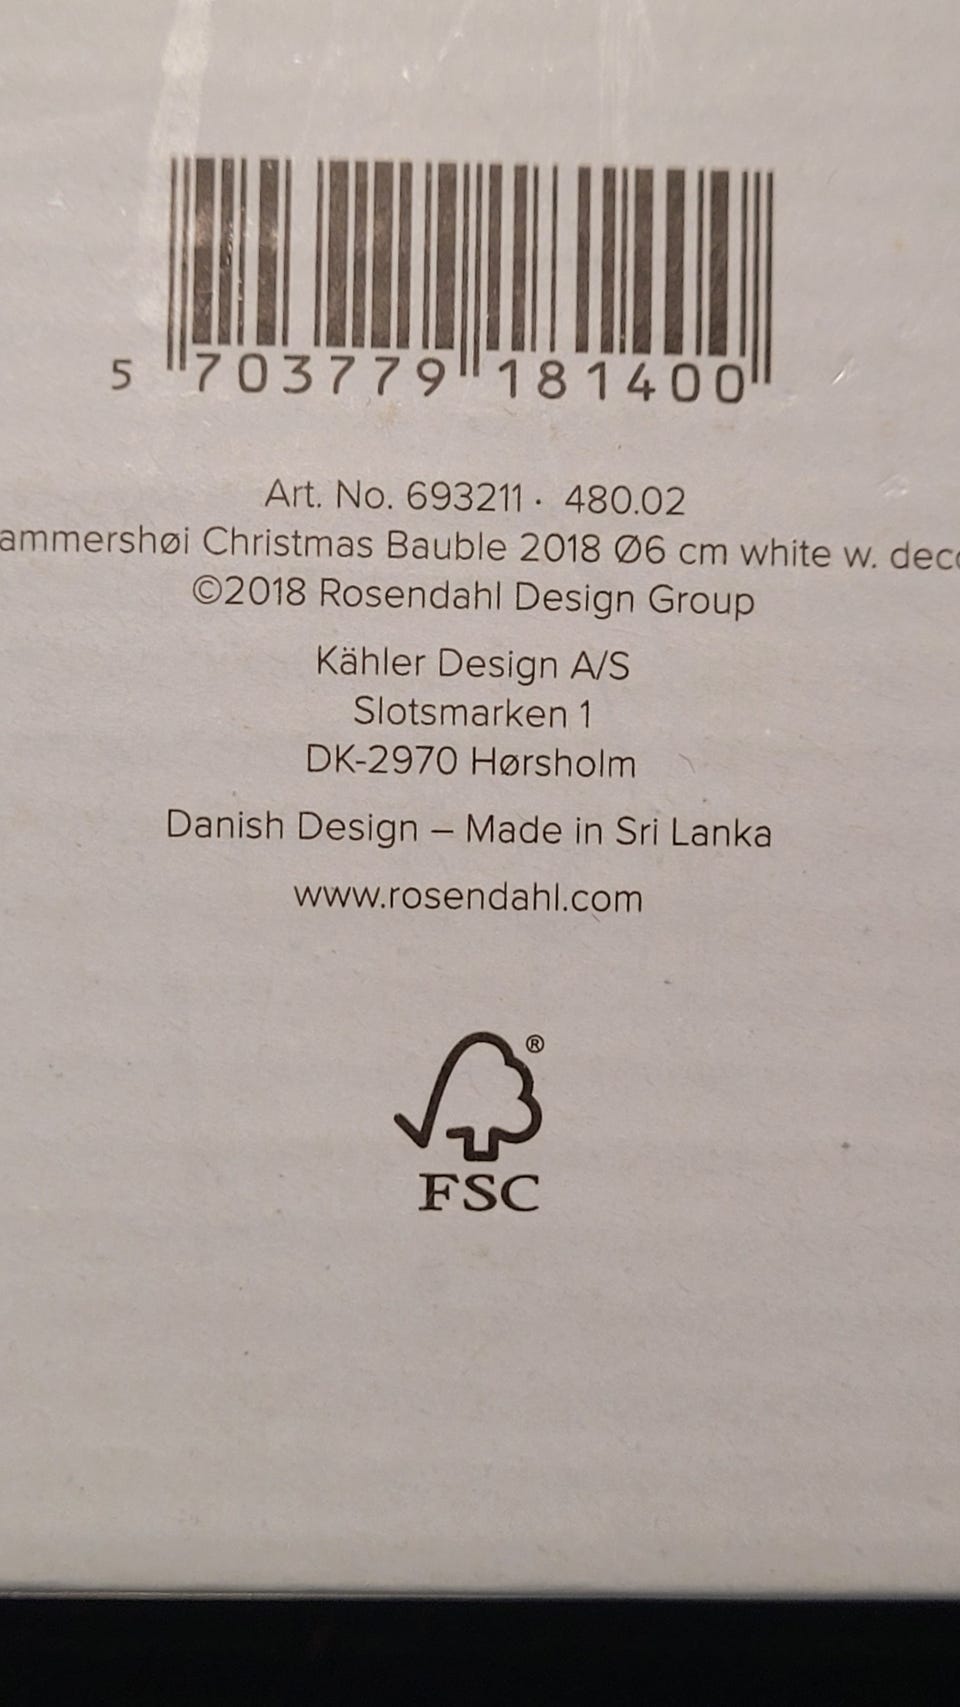 5 703779 181400
Art. No. 693211 · 480.02
ammershøi Christmas Bauble 2018 Ø6 cm white w. deco
©2018 Rosendahl Design Group
Kähler Design A/S
Slotsmarken 1
DK-2970 Hørsholm
Danish Design – Made in Sri Lanka
www.rosendahl.com
®
FSC